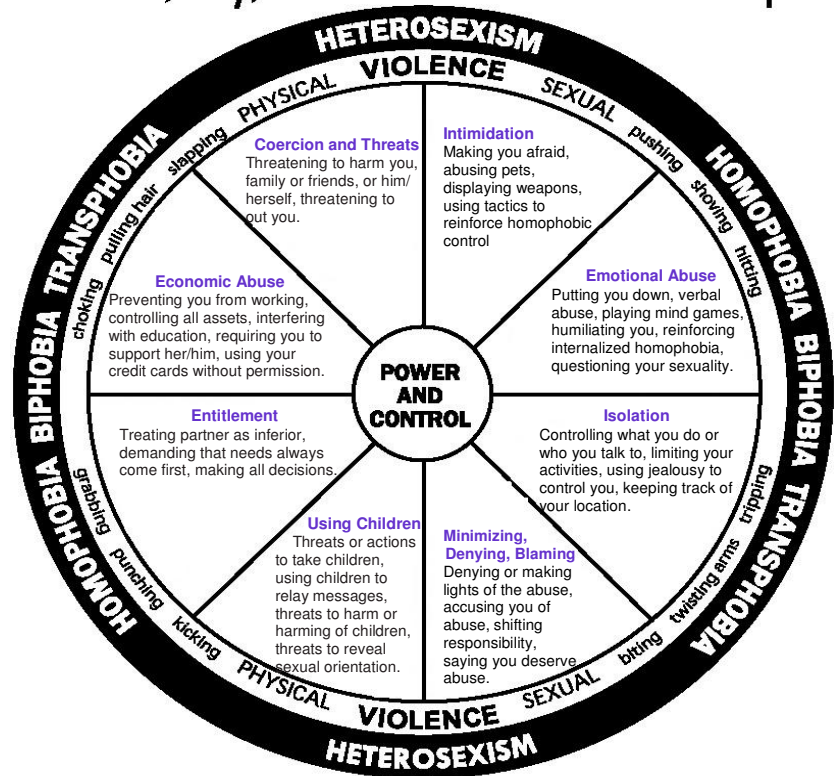 HETEROSEXISM
PHYSICAL VIOLENCE SEXUAL
HOMOPHOBIA BIPHOBIA TRANSPHOBIA
HOMOPHOBIA BIPHOBIA TRANSPHOBIA
choking pulling hair slapping
pushing shoving hitting
Coercion and Threats
Threatening to harm you,
family or friends, or him/
herself, threatening to
out you.
Intimidation
Making you afraid,
abusing pets,
displaying weapons,
using tactics to
reinforce homophobic
control
Economic Abuse
Preventing you from working,
controlling all assets, interfering
with education, requiring you to
support her/him, using your
credit cards without permission.
Emotional Abuse
Putting you down, verbal
abuse, playing mind games,
humiliating you, reinforcing
internalized homophobia,
questioning your sexuality.
POWER
AND
CONTROL
Entitlement
Treating partner as inferior,
demanding that needs always
come first, making all decisions.
Isolation
Controlling what you do or
who you talk to, limiting your
activities, using jealousy to
control you, keeping track of
your location.
Using Children
Threats or actions
to take children,
using children to
relay messages,
threats to harm or
harming of children,
threats to reveal
sexual orientation.
Minimizing,
Denying, Blaming
Denying or making
lights of the abuse,
accusing you of
abuse, shifting
responsibility,
saying you deserve
abuse.
grabbing punching kicking
biting twisting arms tripping
PHYSICAL VIOLENCE SEXUAL
HETEROSEXISM